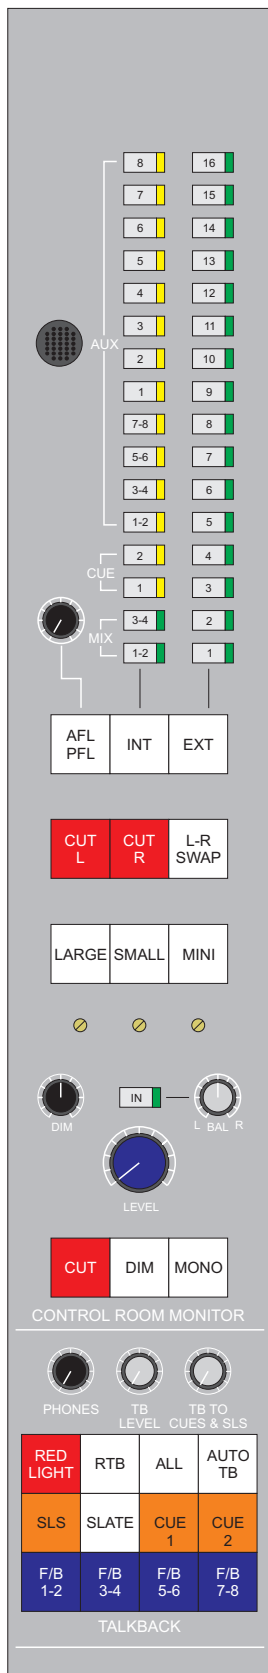 8 16
7 15
6 14
5 13
4 12
3 11
AUX
2 10
1 9
7-8 8
5-6 7
3-4 6
1-2 5
2 4
CUE
1 3
3-4 2
MIX
1-2 1
AFL PFL INT EXT
CUT L CUT R L-R SWAP
LARGE SMALL MINI
IN
DIM L BAL R
LEVEL
CUT DIM MONO
CONTROL ROOM MONITOR
PHONES TB LEVEL TB TO CUES & SLS
RED LIGHT RTB ALL AUTO TB
SLS SLATE CUE 1 CUE 2
F/B 1-2 F/B 3-4 F/B 5-6 F/B 7-8
TALKBACK